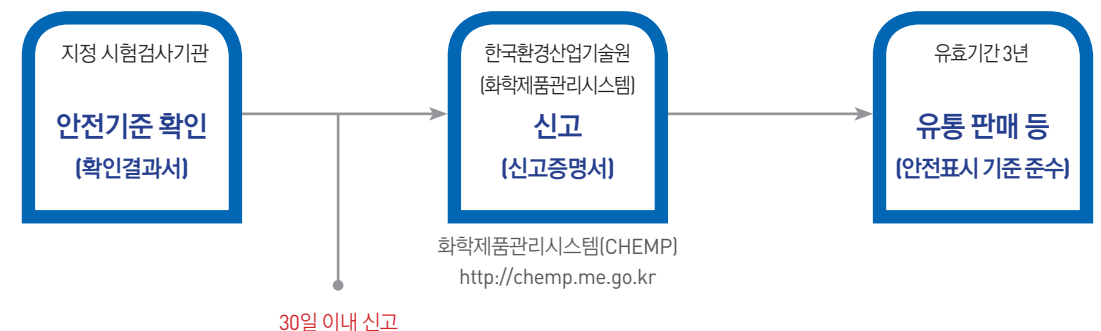 지정 시험검사기관
안전기준 확인
(확인결과서)
한국환경산업기술원
(화학제품관리시스템)
신고
(신고증명서)
유효기간 3년
유통 판매 등
(안전표시 기준 준수)
화학제품관리시스템(CHEMP)
http://chemp.me.go.kr
30일 이내 신고